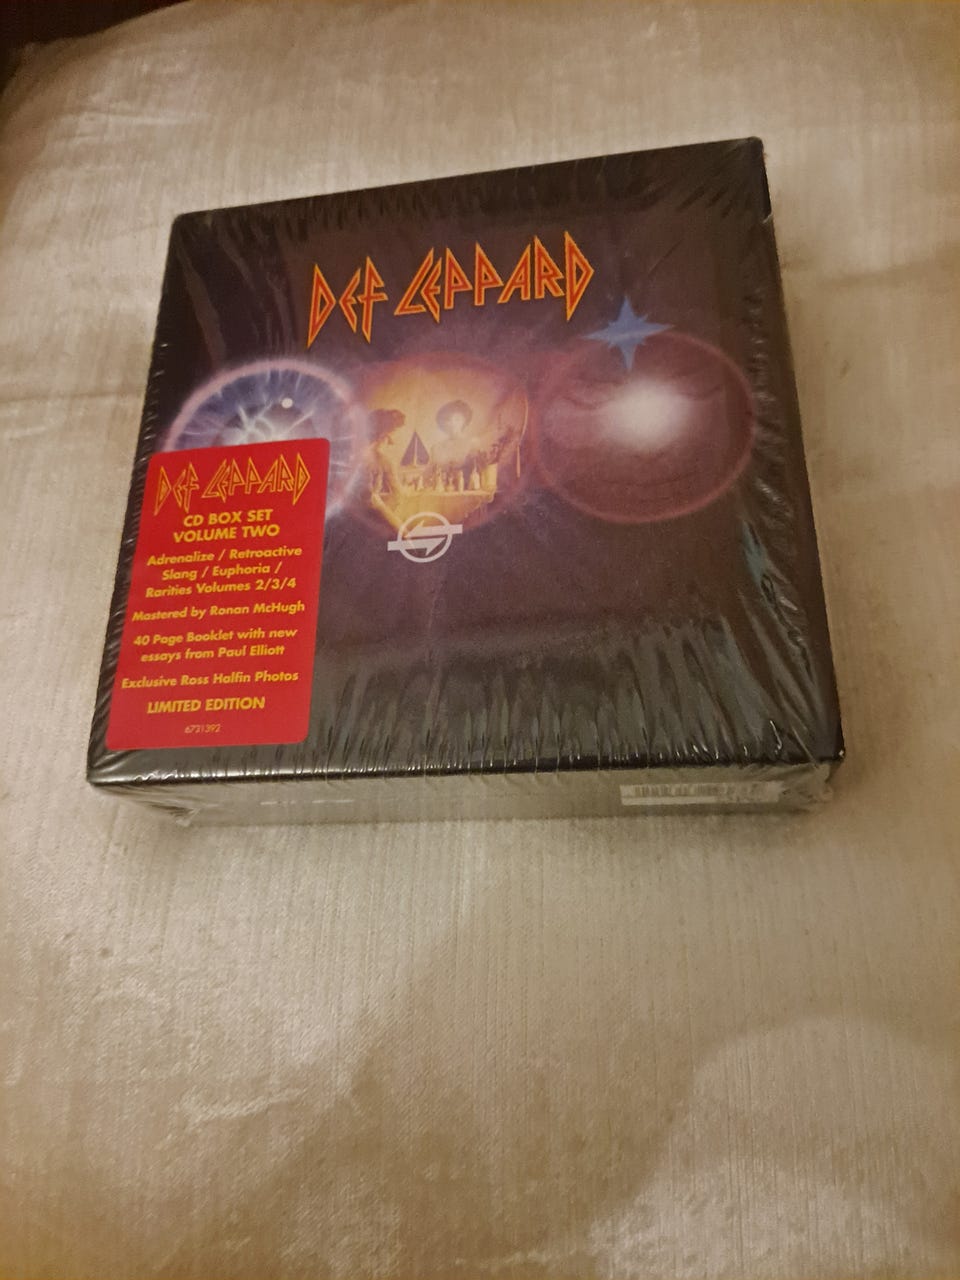 DEF LEPPARD
DEF LEPPARD
CD BOX SET
VOLUME TWO
Adrenalize / Retroactive
Slang / Euphoria /
Rarities Volumes 2/3/4
Mastered by Ronan McHugh
40 Page Booklet with new
essays from Paul Elliott
Exclusive Ross Halfin Photos
LIMITED EDITION
6731392